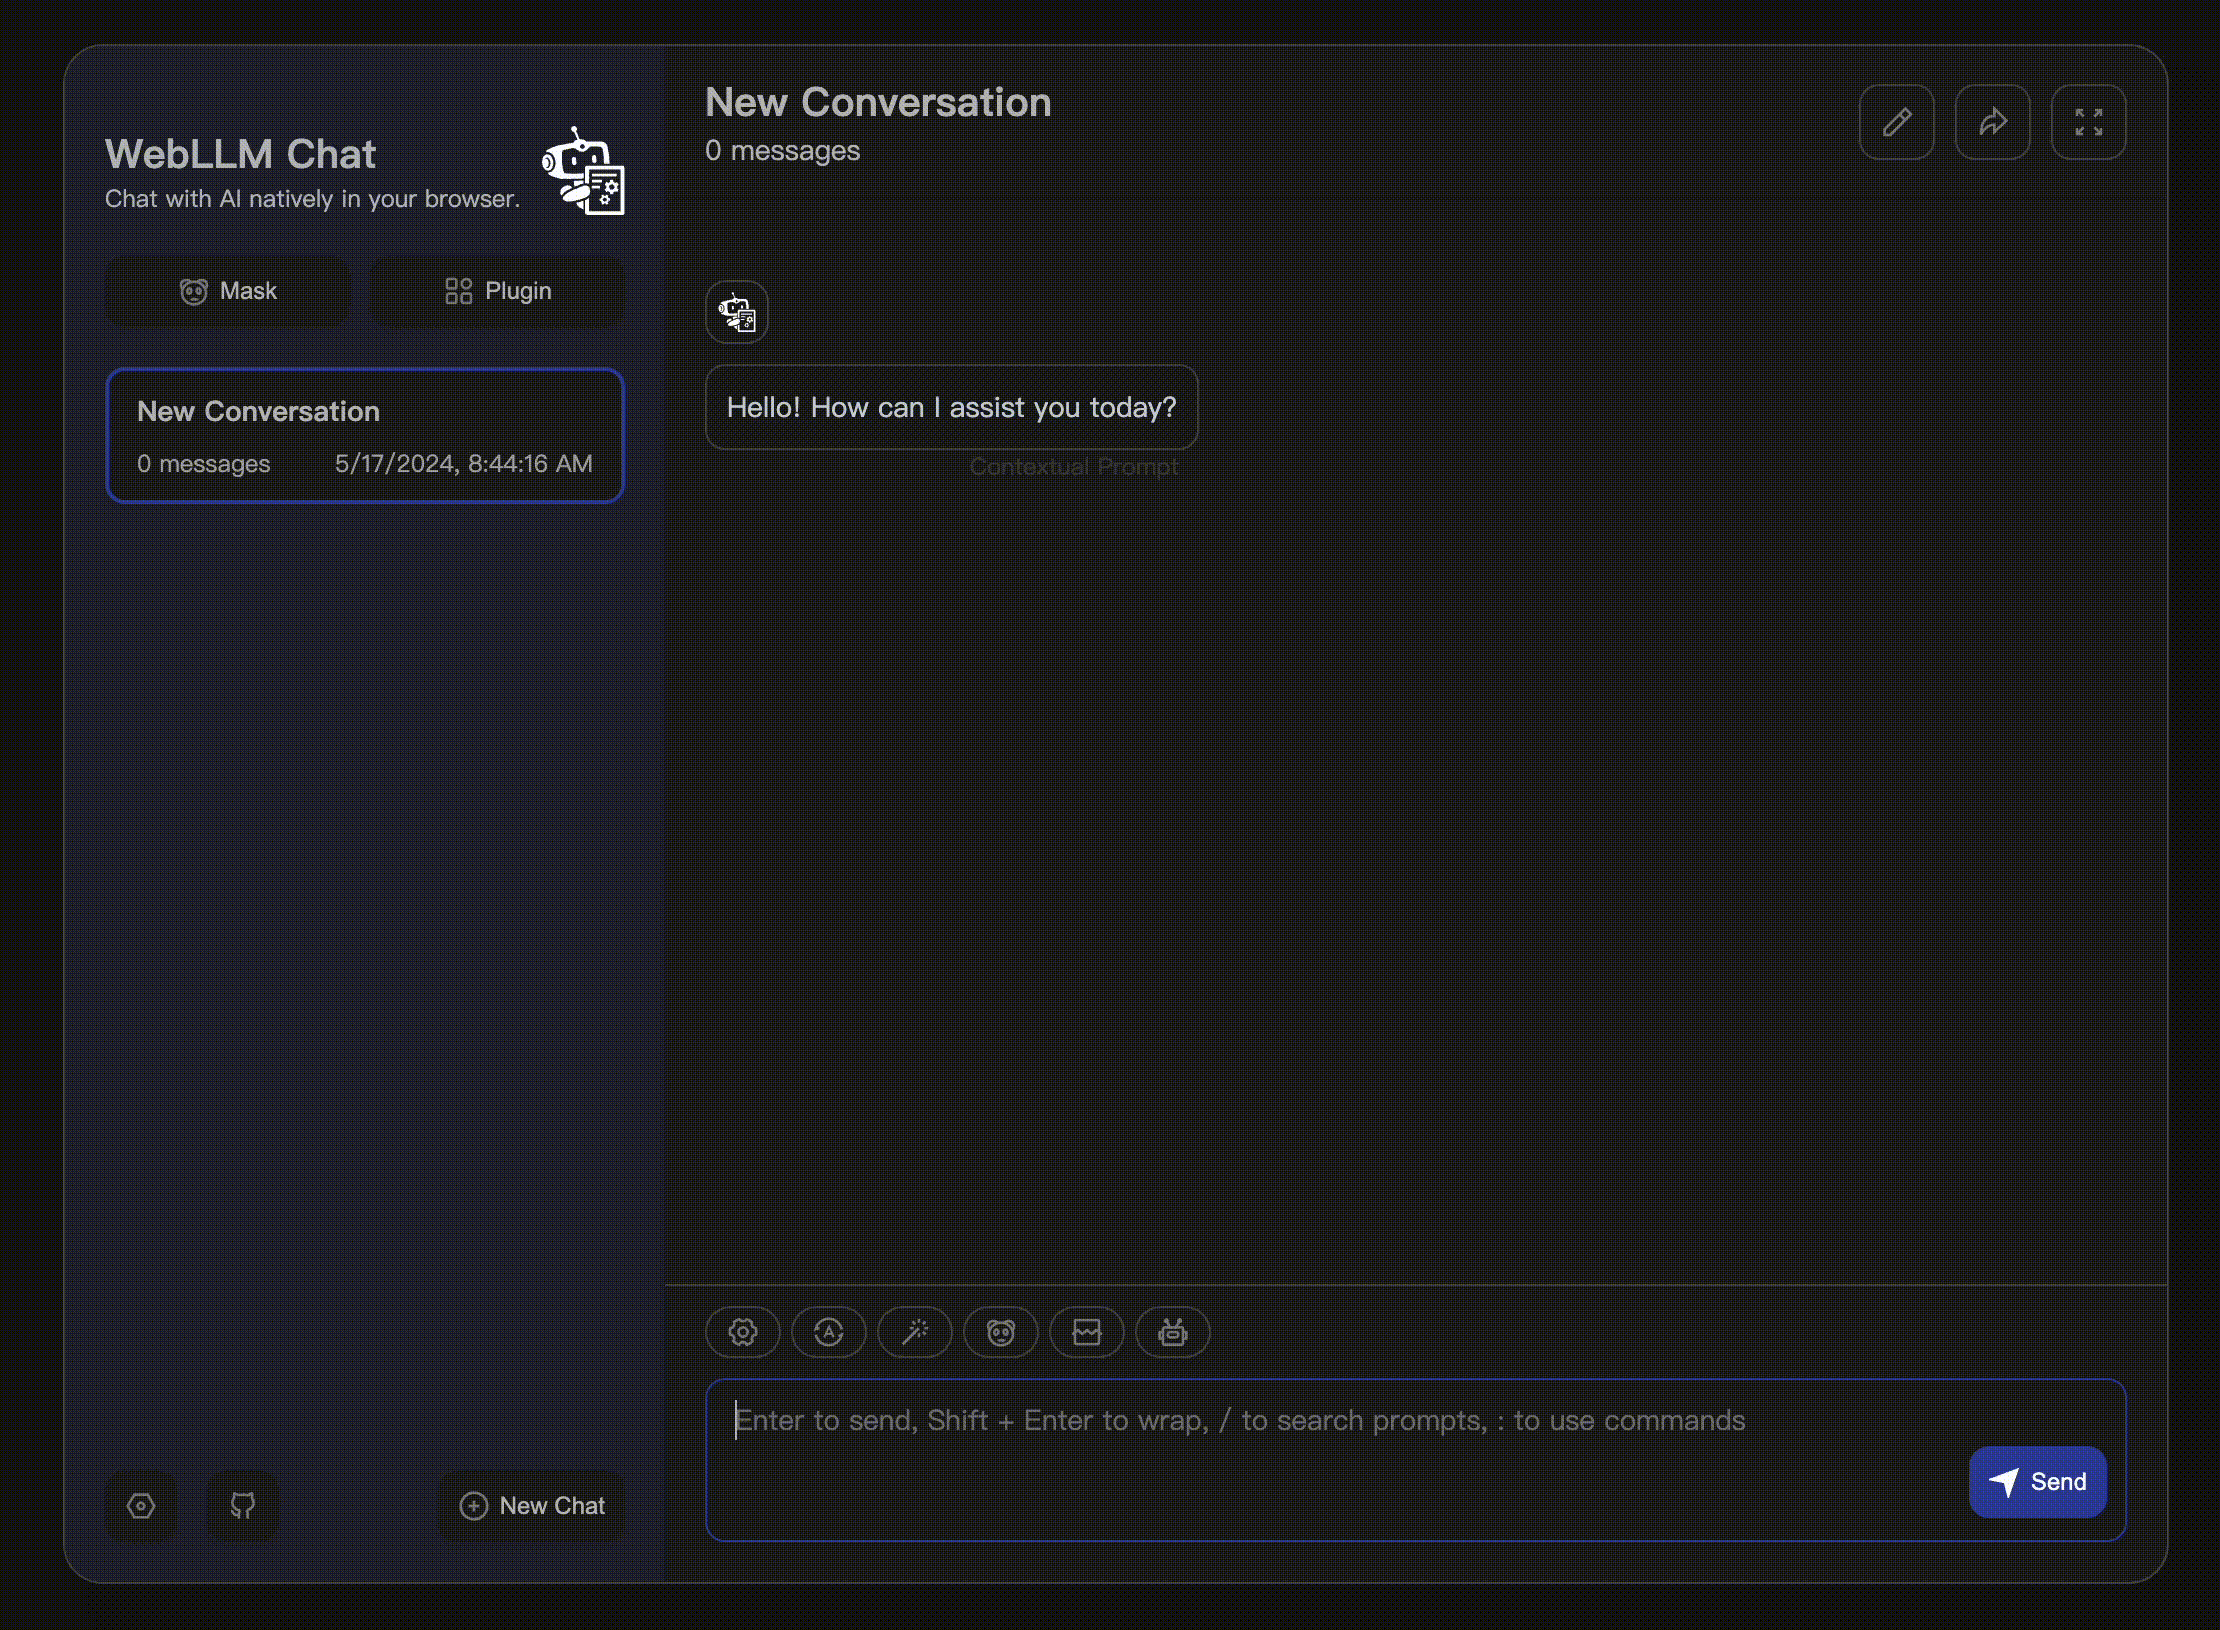 WebLLM Chat
Chat with AI natively in your browser.
Mask
Plugin
New Conversation
0 messages
5/17/2024, 8:44:16 AM
New Chat
New Conversation
0 messages
Hello! How can I assist you today?
Contextual Prompt
Enter to send, Shift + Enter to wrap, / to search prompts, : to use commands
Send